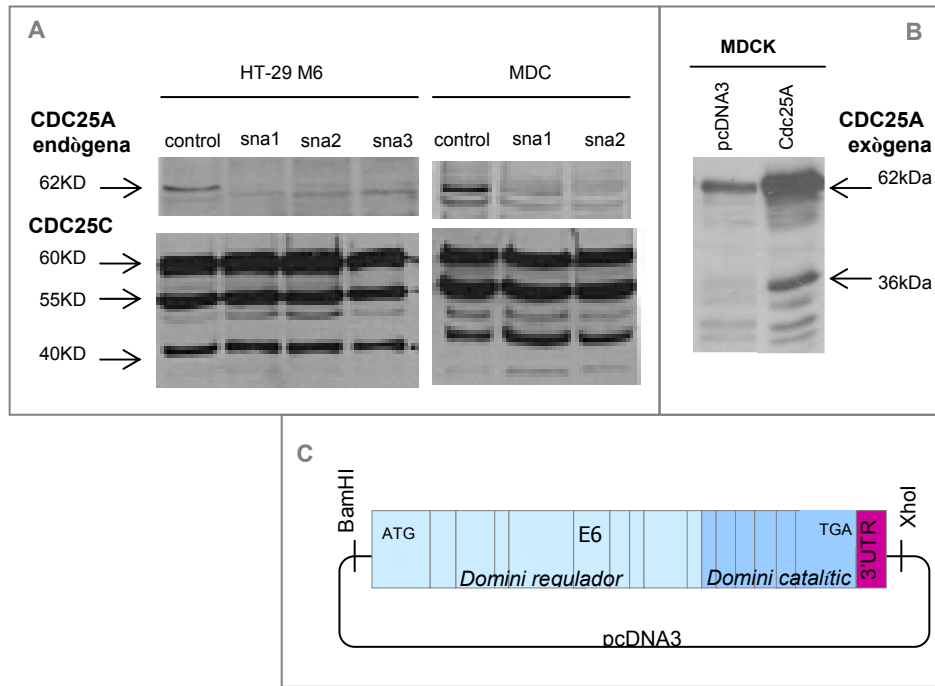 A
HT-29 M6
MDC
CDC25A
endògena
control sna1 sna2 sna3
control sna1 sna2
62KD
CDC25C
60KD
55KD
40KD
B
MDCK
pcDNA3
Cdc25A
CDC25A
exògena
62kDa
36kDa
C
BamHI
XhoI
ATG
E6
TGA
3'UTR
Domini regulador
Domini catalític
pcDNA3